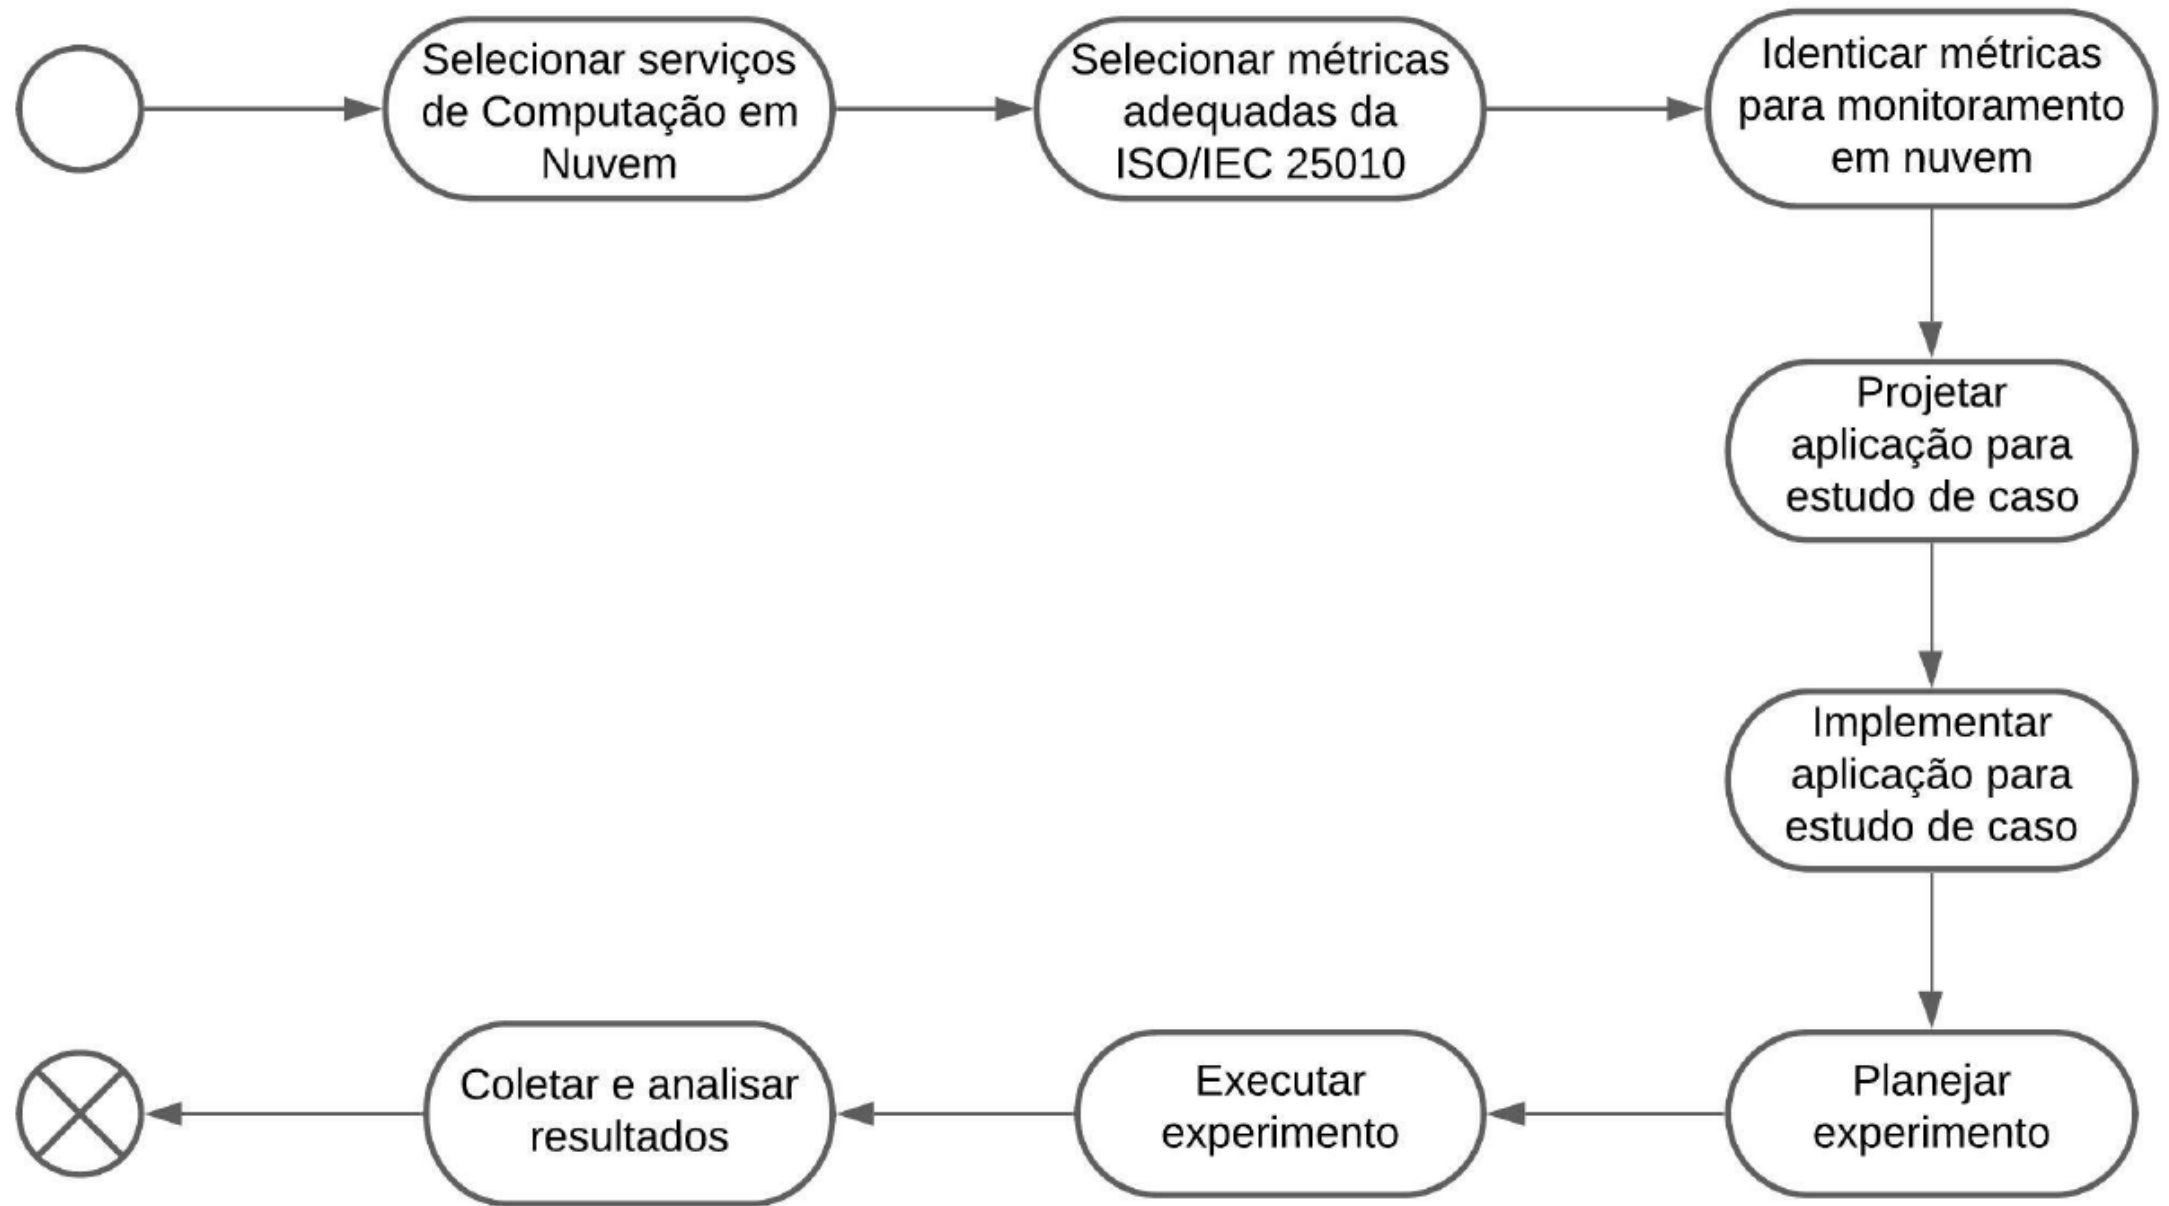 Selecionar serviços
de Computação em
Nuvem
Selecionar métricas
adequadas da
ISO/IEC 25010
Identicar métricas
para monitoramento
em nuvem
Projetar
aplicação para
estudo de caso
Implementar
aplicação para
estudo de caso
Planejar
experimento
Executar
experimento
Coletar e analisar
resultados